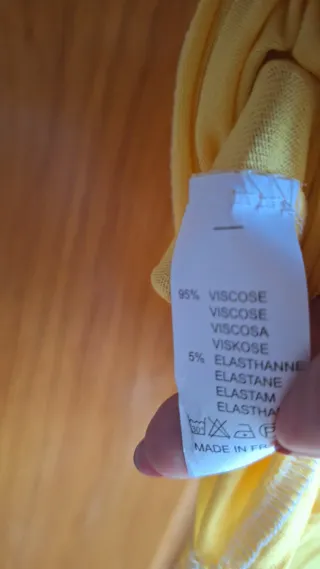 95% VISCOSE
VISCOSE
VISCOSA
VISKOSE
5% ELASTHANNE
ELASTANE
ELASTAM
MADE IN